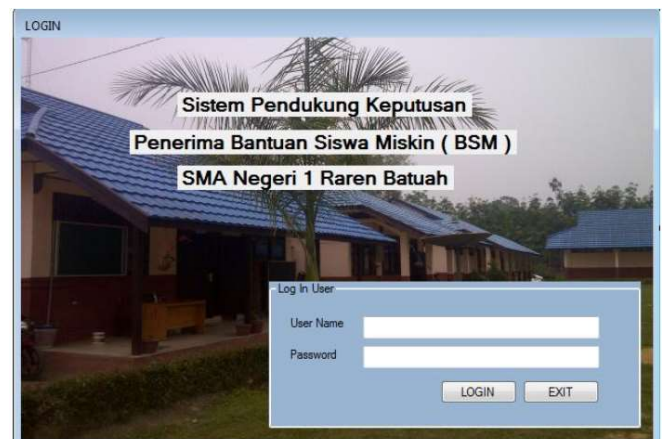 LOGIN
Sistem Pendukung Keputusan
Penerima Bantuan Siswa Miskin ( BSM )
SMA Negeri 1 Raren Batuah
Log In User
User Name
Password
LOGIN EXIT